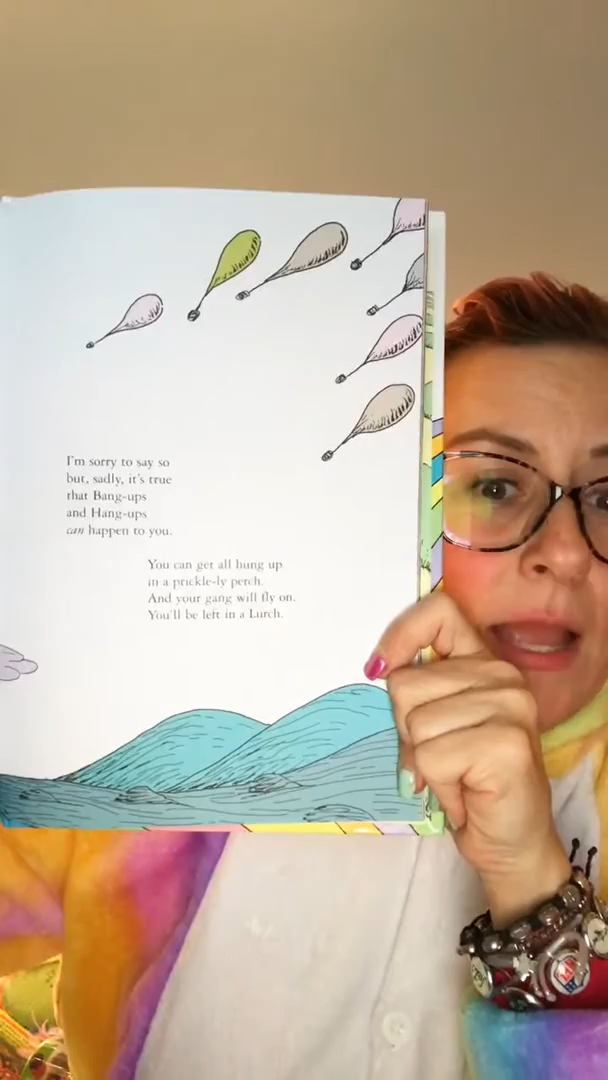 I'm sorry to say so
but, sadly, it's true
that Bang-ups
and Hang-ups
can happen to you.
You can get all hung up
in a prickle-ly perch.
And your gang will fly on.
You'll be left in a Lurch.